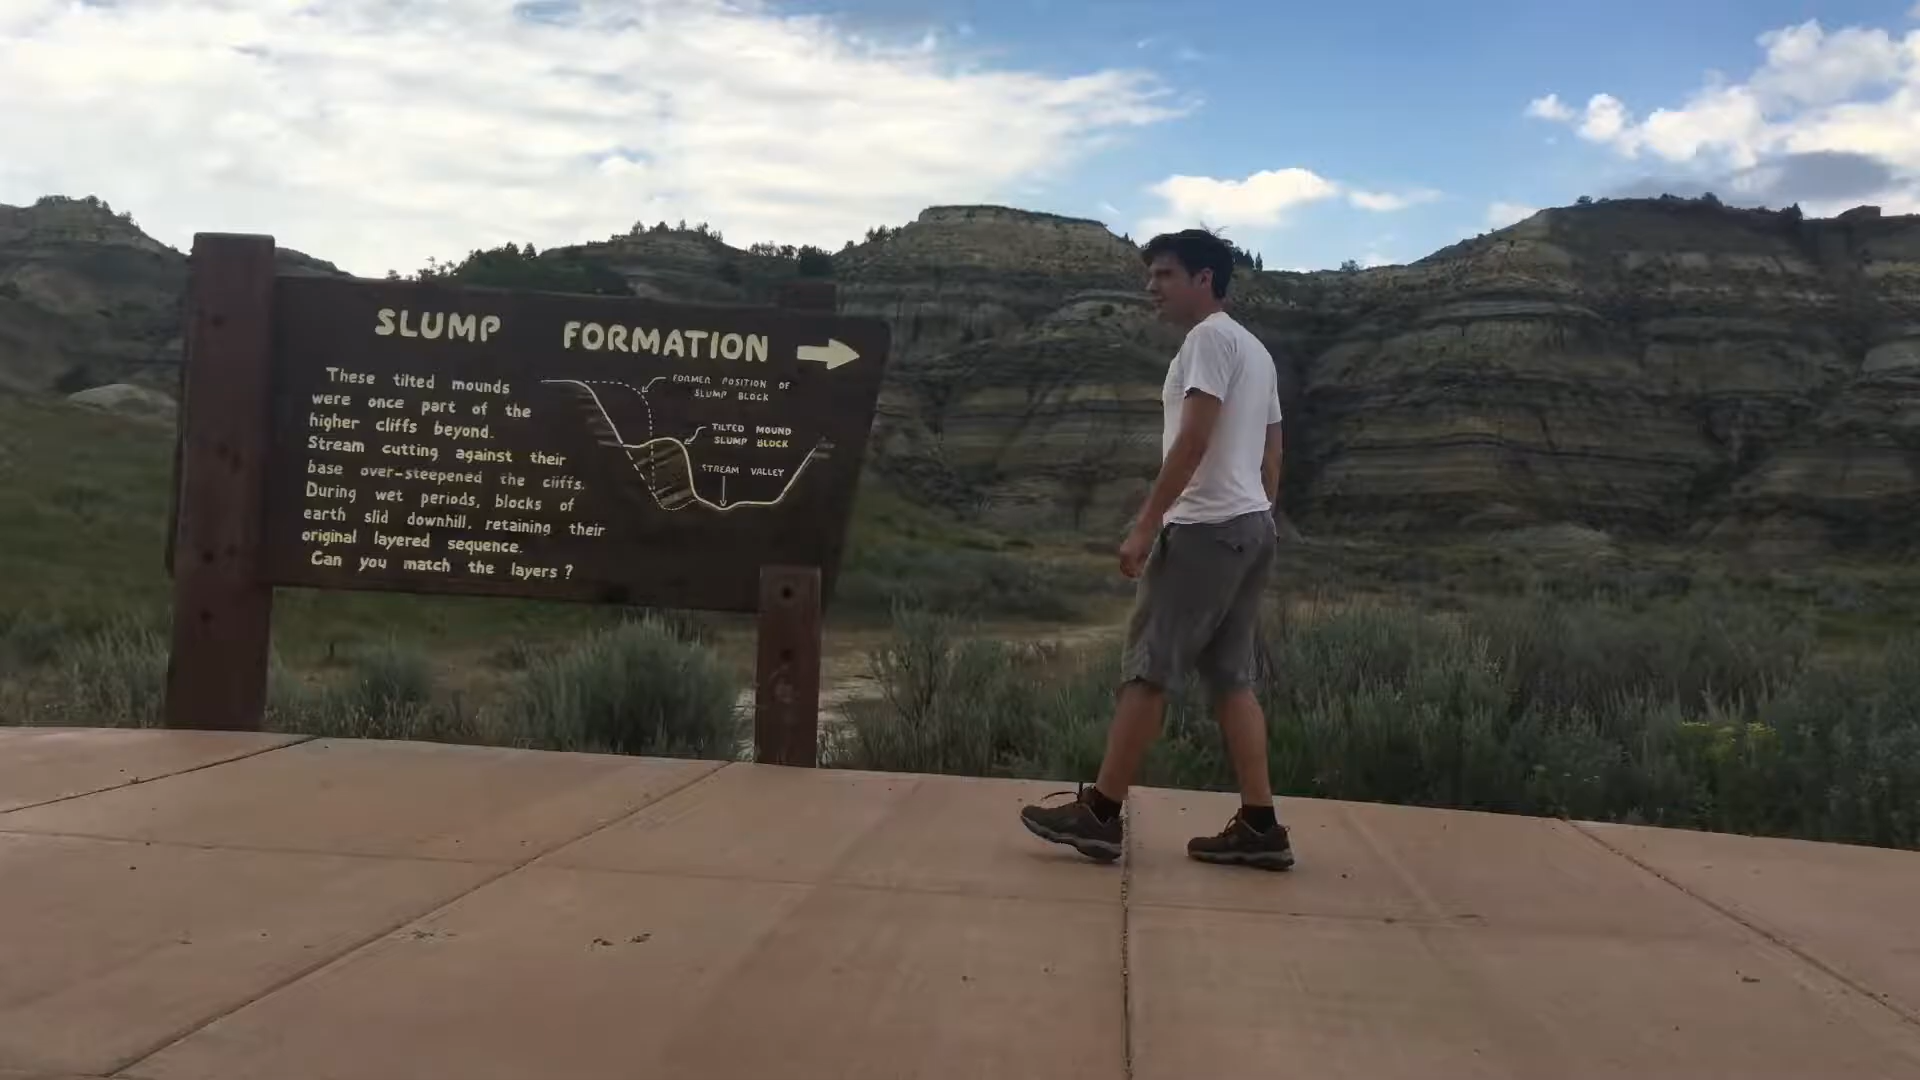 SLUMP FORMATION
These tilted mounds
were once part of the
higher cliffs beyond.
Stream cutting against their
base over-steepened the cliffs.
During wet periods, blocks of
earth slid downhill, retaining their
original layered sequence.
Can you match the layers?
FORMER POSITION OF
SLUMP BLOCK
TILTED MOUND
SLUMP BLOCK
STREAM VALLEY